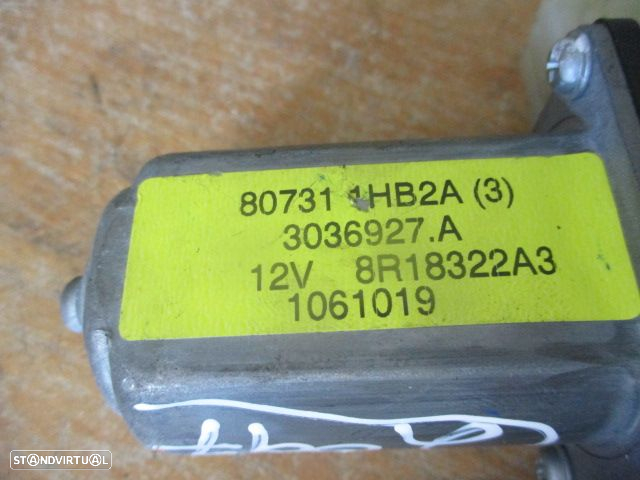 80731 1HB2A (3)
3036927.A
12V 8R18322A3
1061019
STANDVIRTUAL